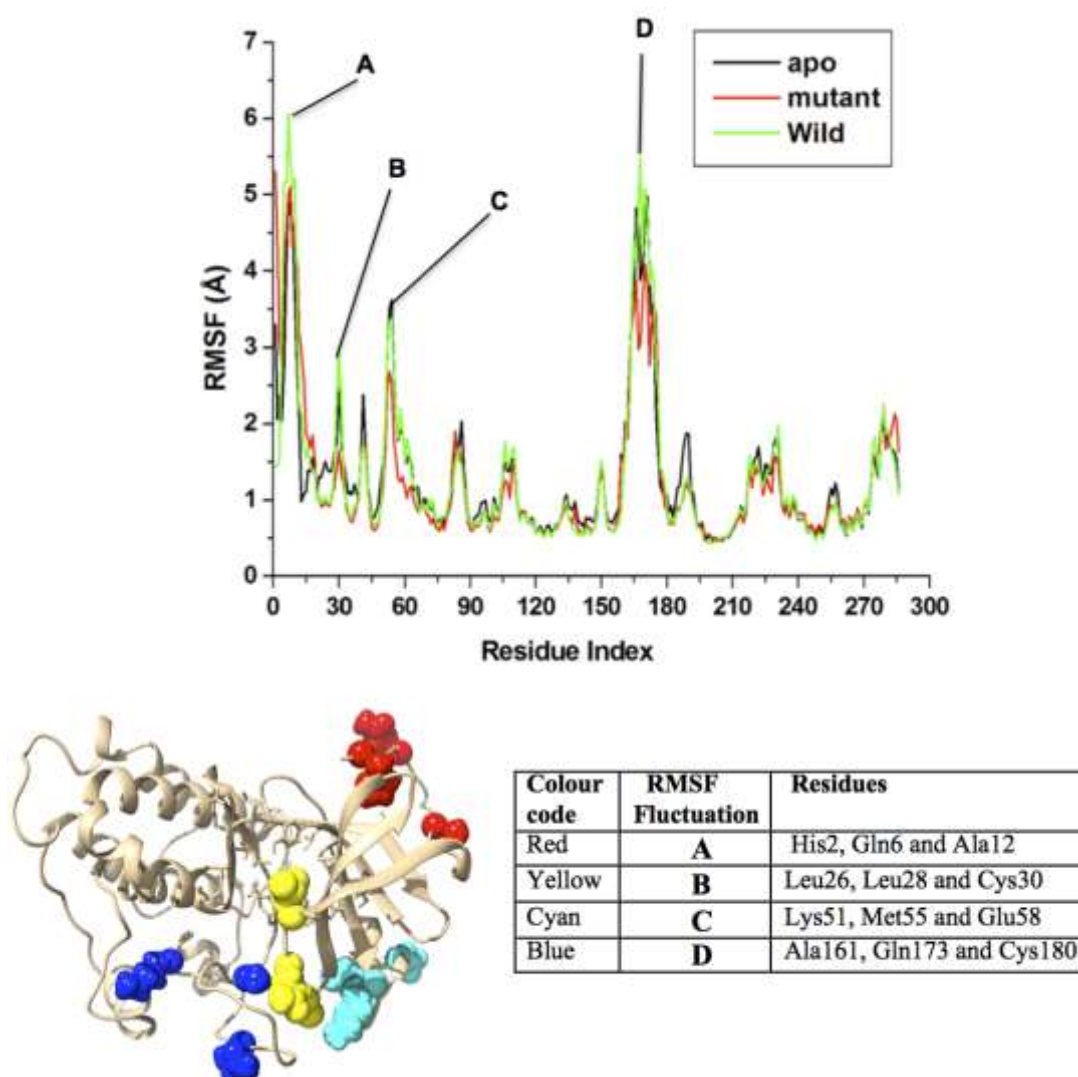 D
7
apo
mutant
Wild
A
6
B
5
C
4
RMSF (Å)
3
2
1
0
0 30 60 90 120 150 180 210 240 270 300
Residue Index
Colour code RMSF Fluctuation Residues
Red A His2, Gln6 and Ala12
Yellow B Leu26, Leu28 and Cys30
Cyan C Lys51, Met55 and Glu58
Blue D Ala161, Gln173 and Cys180